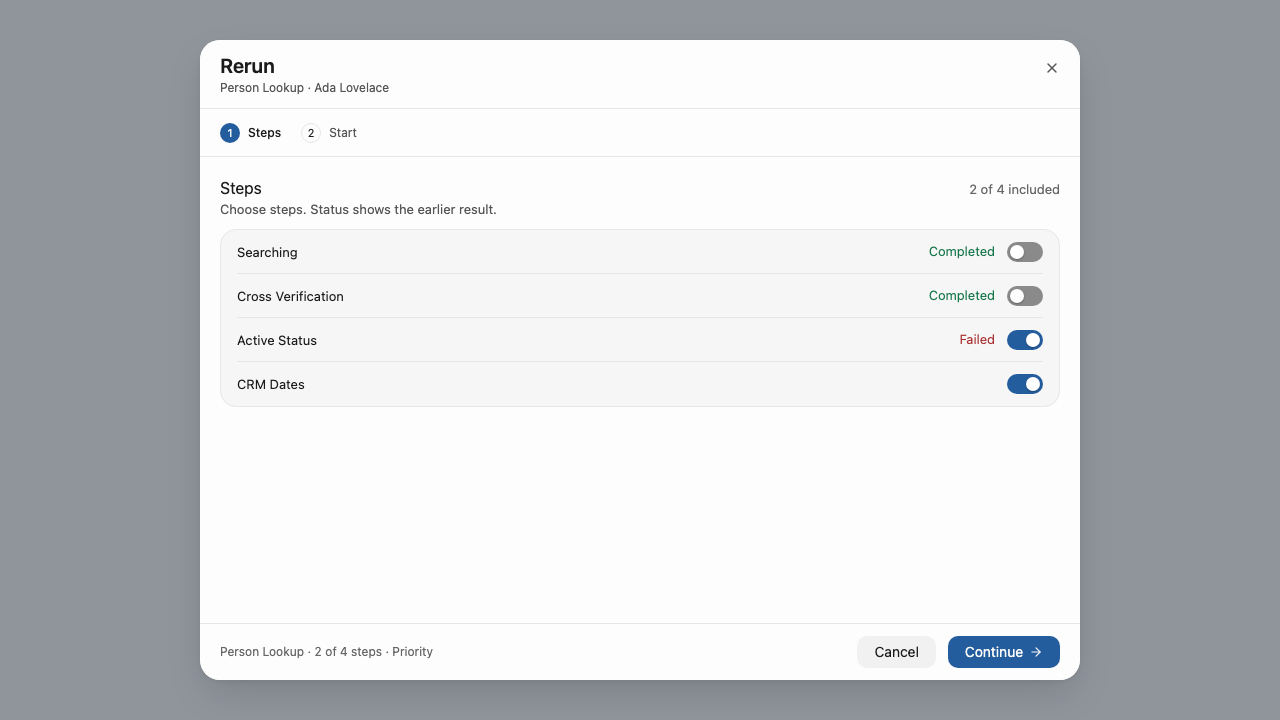 Rerun
Person Lookup · Ada Lovelace
1 Steps 2 Start
Steps
2 of 4 included
Choose steps. Status shows the earlier result.
Searching Completed
Cross Verification Completed
Active Status Failed
CRM Dates
Person Lookup · 2 of 4 steps · Priority
Cancel
Continue →